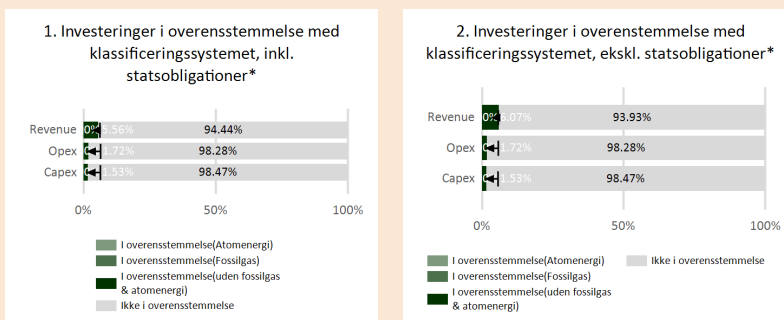 1. Investeringer i overensstemmelse med
klassificeringssystemet, inkl.
statsobligationer*
Revenue 0% 5.56% 94.44%
Opex 1.72% 98.28%
Capex 1.53% 98.47%
0% 50% 100%
I overensstemmelse(Atomenergi)
I overensstemmelse(Fossilgas)
I overensstemmelse(uden fossilgas
& atomenergi)
Ikke i overensstemmelse
2. Investeringer i overenstemmelse med
klassificeringssystemet, ekskl. statsobligationer*
Revenue 0% 6.07% 93.93%
Opex 1.72% 98.28%
Capex 1.53% 98.47%
0% 50% 100%
I overensstemmelse(Atomenergi) Ikke i overensstemmelse
I overensstemmelse(Fossilgas)
I overensstemmelse(uden fossilgas
& atomenergi)